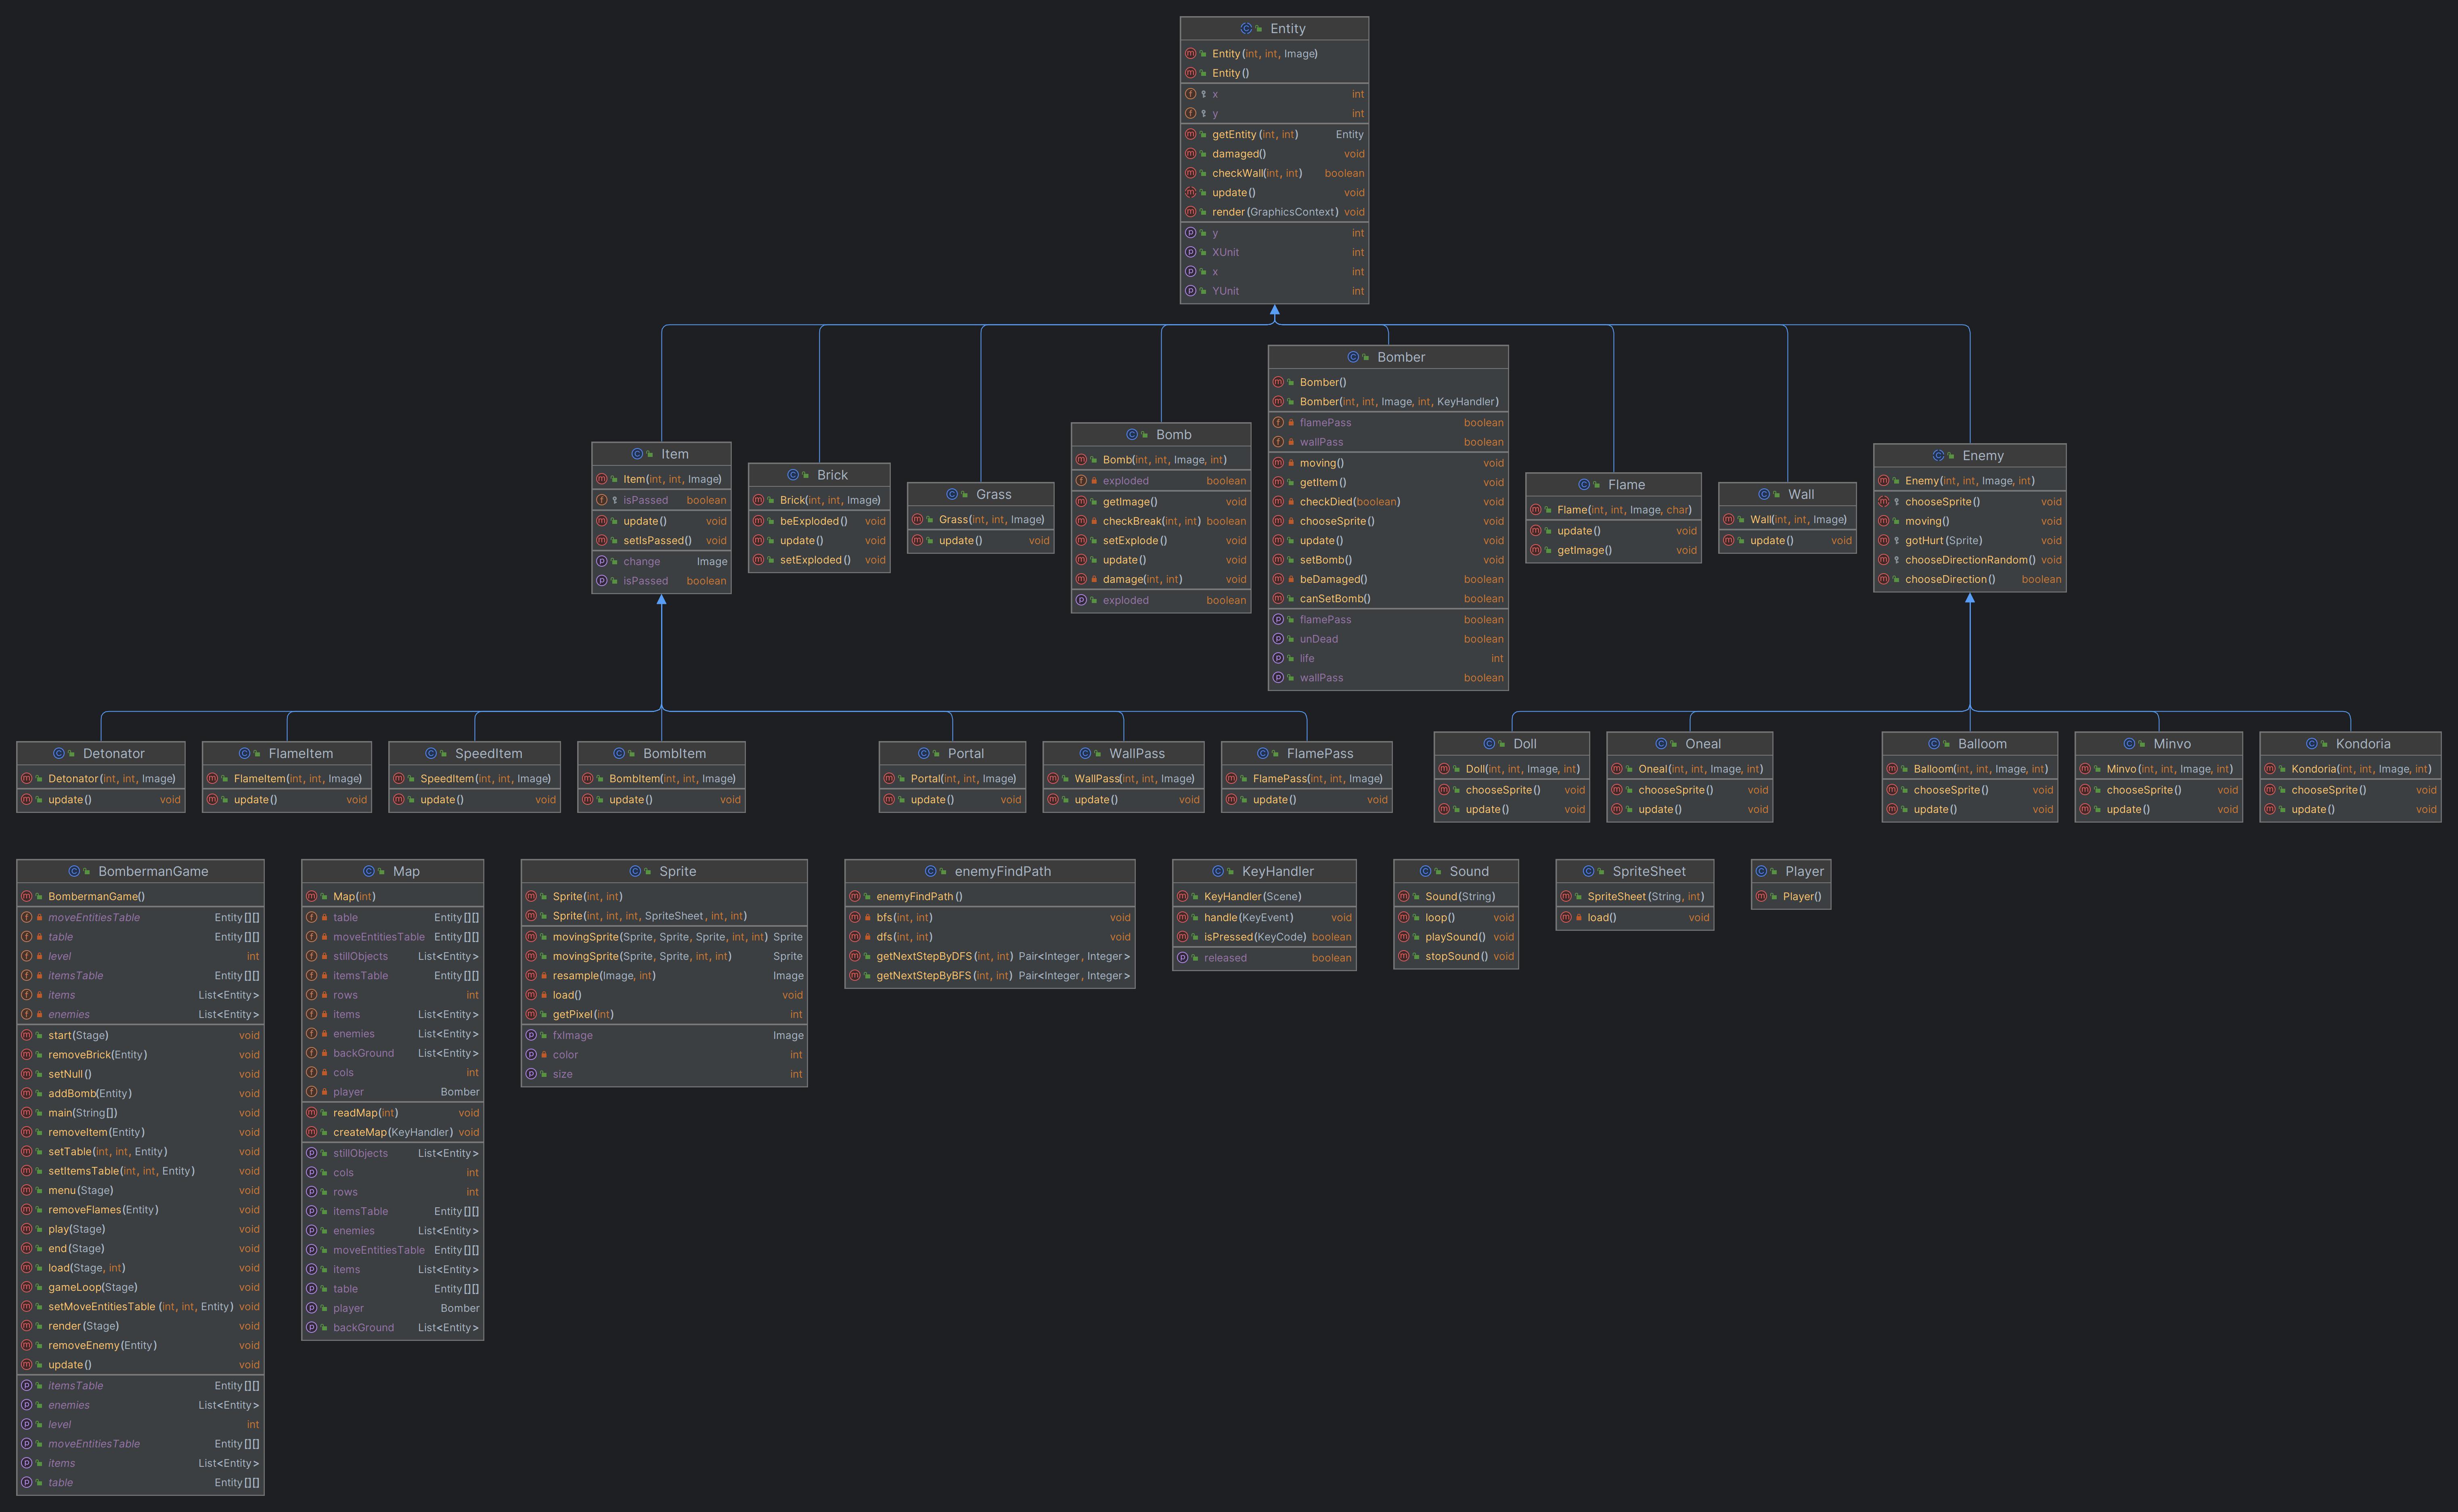 Entity
Entity(int, int, Image)
Entity()
x int
y int
getEntity(int, int) Entity
damaged() void
checkWall(int, int) boolean
update() void
render(GraphicsContext) void
y int
XUnit int
x int
YUnit int
Item
Item(int, int, Image)
isPassed boolean
update() void
setIsPassed() void
change Image
isPassed boolean
Brick
Brick(int, int, Image)
beExploded() void
update() void
setExploded() void
Grass
Grass(int, int, Image)
update() void
Bomb
Bomb(int, int, Image, int)
exploded boolean
getImage() void
checkBreak(int, int) boolean
setExplode() void
update() void
damage(int, int) void
exploded boolean
Bomber
Bomber()
Bomber(int, int, Image, int, KeyHandler)
flamePass boolean
wallPass boolean
moving() void
getItem() void
checkDied(boolean) void
chooseSprite() void
update() void
setBomb() void
beDamaged() boolean
canSetBomb() boolean
flamePass boolean
unDead boolean
life int
wallPass boolean
Flame
Flame(int, int, Image, char)
update() void
getImage() void
Wall
Wall(int, int, Image)
update() void
Enemy
Enemy(int, int, Image, int)
chooseSprite() void
moving() void
gotHurt(Sprite) void
chooseDirectionRandom() void
chooseDirection() boolean
Detonator
Detonator(int, int, Image)
update() void
FlameItem
FlameItem(int, int, Image)
update() void
SpeedItem
SpeedItem(int, int, Image)
update() void
BombItem
BombItem(int, int, Image)
update() void
Portal
Portal(int, int, Image)
update() void
WallPass
WallPass(int, int, Image)
update() void
FlamePass
FlamePass(int, int, Image)
update() void
Doll
Doll(int, int, Image, int)
chooseSprite() void
update() void
Oneal
Oneal(int, int, Image, int)
chooseSprite() void
update() void
Balloom
Balloom(int, int, Image, int)
chooseSprite() void
update() void
Minvo
Minvo(int, int, Image, int)
chooseSprite() void
update() void
Kondoria
Kondoria(int, int, Image, int)
chooseSprite() void
update() void
BombermanGame
BombermanGame()
moveEntitiesTable Entity[][]
table Entity[][]
level int
itemsTable Entity[][]
items List<Entity>
enemies List<Entity>
start(Stage) void
removeBrick(Entity) void
setNull() void
addBomb(Entity) void
main(String[]) void
removeItem(Entity) void
setTable(int, int, Entity) void
setItemsTable(int, int, Entity) void
menu(Stage) void
removeFlames(Entity) void
play(Stage) void
end(Stage) void
load(Stage, int) void
gameLoop(Stage) void
setMoveEntitiesTable(int, int, Entity) void
render(Stage) void
removeEnemy(Entity) void
update() void
itemsTable Entity[][]
enemies List<Entity>
level int
moveEntitiesTable Entity[][]
items List<Entity>
table Entity[][]
Map
Map(int)
table Entity[][]
moveEntitiesTable Entity[][]
stillObjects List<Entity>
itemsTable Entity[][]
rows int
items List<Entity>
enemies List<Entity>
backGround List<Entity>
cols int
player Bomber
readMap(int) void
createMap(KeyHandler) void
stillObjects List<Entity>
cols int
rows int
itemsTable Entity[][]
enemies List<Entity>
moveEntitiesTable Entity[][]
items List<Entity>
table Entity[][]
player Bomber
backGround List<Entity>
Sprite
Sprite(int, int)
Sprite(int, int, int, SpriteSheet, int, int)
movingSprite(Sprite, Sprite, Sprite, int, int) Sprite
movingSprite(Sprite, Sprite, int, int) Sprite
resample(Image, int) Image
load() void
getPixel(int) int
fxImage Image
color int
size int
enemyFindPath
enemyFindPath()
bfs(int, int) void
dfs(int, int) void
getNextStepByDFS(int, int) Pair<Integer, Integer>
getNextStepByBFS(int, int) Pair<Integer, Integer>
KeyHandler
KeyHandler(Scene)
handle(KeyEvent) void
isPressed(KeyCode) boolean
released boolean
Sound
Sound(String)
loop() void
playSound() void
stopSound() void
SpriteSheet
SpriteSheet(String, int)
load() void
Player
Player()